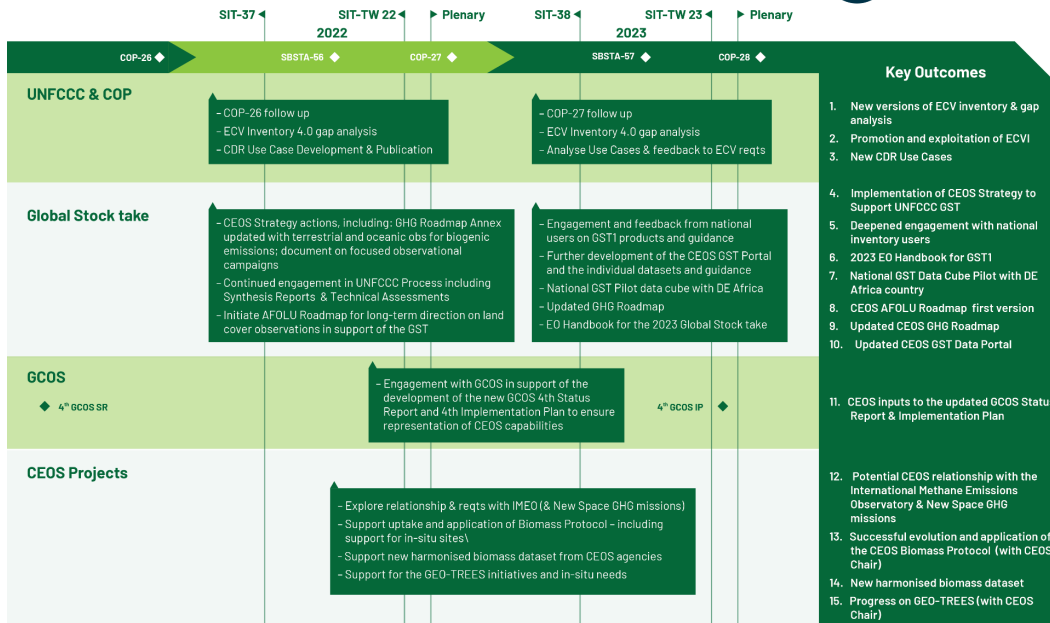 SIT-37
SIT-TW 22
Plenary
SIT-38
SIT-TW 23
Plenary
2022
2023
COP-26
SBSTA-56
COP-27
SBSTA-57
COP-28
UNFCCC & COP
– COP-26 follow up
– ECV Inventory 4.0 gap analysis
– CDR Use Case Development & Publication
– COP-27 follow up
– ECV Inventory 4.0 gap analysis
– Analyse Use Cases & feedback to ECV reqts
Global Stock take
– CEOS Strategy actions, including: GHG Roadmap Annex
updated with terrestrial and oceanic obs for biogenic
emissions; document on focused observational
campaigns
– Continued engagement in UNFCCC Process including
Synthesis Reports & Technical Assessments
– Initiate AFOLU Roadmap for long-term direction on land
cover observations in support of the GST
– Engagement and feedback from national
users on GST1 products and guidance
– Further development of the CEOS GST Portal
and the individual datasets and guidance
– National GST Pilot data cube with DE Africa
– Updated GHG Roadmap
– EO Handbook for the 2023 Global Stock take
GCOS
4th GCOS SR
– Engagement with GCOS in support of the
development of the new GCOS 4th Status
Report and 4th Implementation Plan to ensure
representation of CEOS capabilities
4th GCOS IP
CEOS Projects
– Explore relationship & reqts with IMEO (& New Space GHG missions)
– Support uptake and application of Biomass Protocol – including
support for in-situ sites\
– Support new harmonised biomass dataset from CEOS agencies
– Support for the GEO-TREES initiatives and in-situ needs
Key Outcomes
1. New versions of ECV inventory & gap
analysis
2. Promotion and exploitation of ECVI
3. New CDR Use Cases
4. Implementation of CEOS Strategy to
Support UNFCCC GST
5. Deepened engagement with national
inventory users
6. 2023 EO Handbook for GST1
7. National GST Data Cube Pilot with DE
Africa country
8. CEOS AFOLU Roadmap first version
9. Updated CEOS GHG Roadmap
10. Updated CEOS GST Data Portal
11. CEOS inputs to the updated GCOS Status
Report & Implementation Plan
12. Potential CEOS relationship with the
International Methane Emissions
Observatory & New Space GHG
missions
13. Successful evolution and application of
the CEOS Biomass Protocol (with CEOS
Chair)
14. New harmonised biomass dataset
15. Progress on GEO-TREES (with CEOS
Chair)